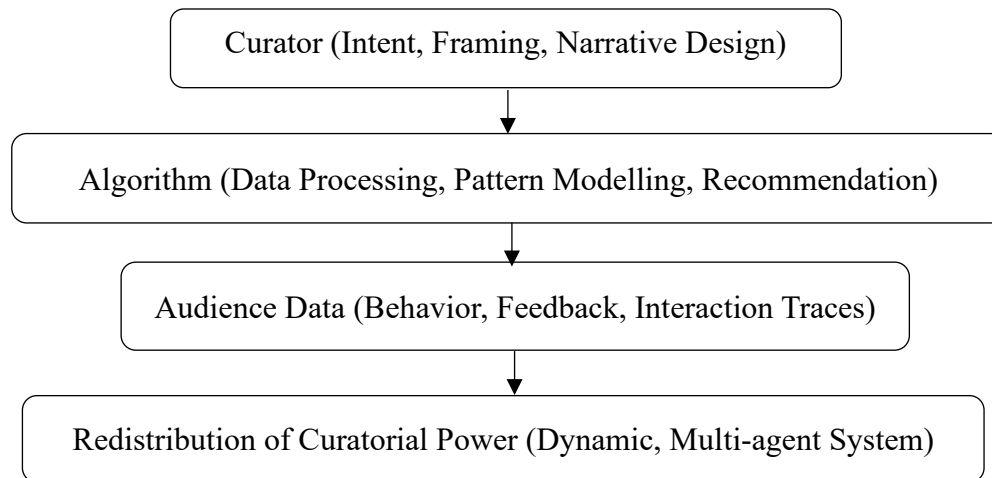 Curator (Intent, Framing, Narrative Design)
Algorithm (Data Processing, Pattern Modelling, Recommendation)
Audience Data (Behavior, Feedback, Interaction Traces)
Redistribution of Curatorial Power (Dynamic, Multi-agent System)